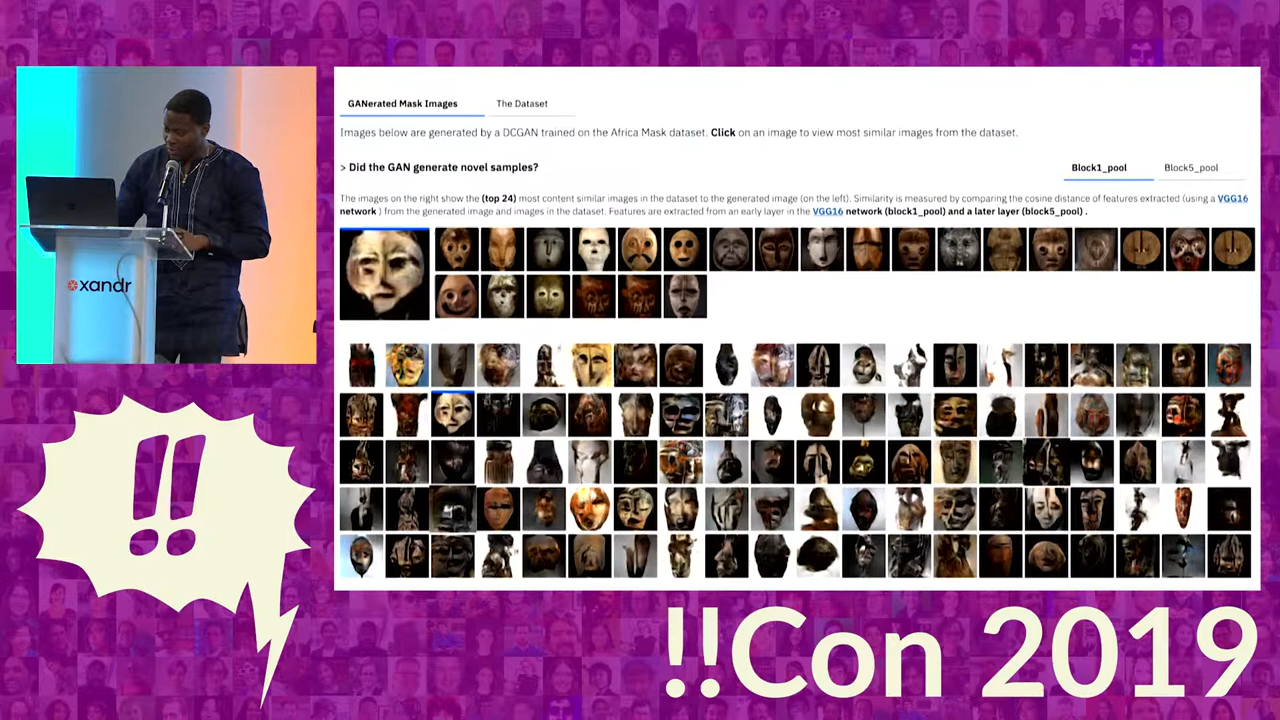 GANerated Mask Images
The Dataset
Images below are generated by a DCGAN trained on the Africa Mask dataset. Click on an image to view most similar images from the dataset.
> Did the GAN generate novel samples?
Block1_pool
Block5_pool
The images on the right show the (top 24) most content similar images in the dataset to the generated image (on the left). Similarity is measured by comparing the cosine distance of features extracted (using a VGG16
network ) from the generated image and images in the dataset. Features are extracted from an early layer in the VGG16 network (block1_pool) and a later layer (block5_pool) .
xandr
!!
!!Con 2019